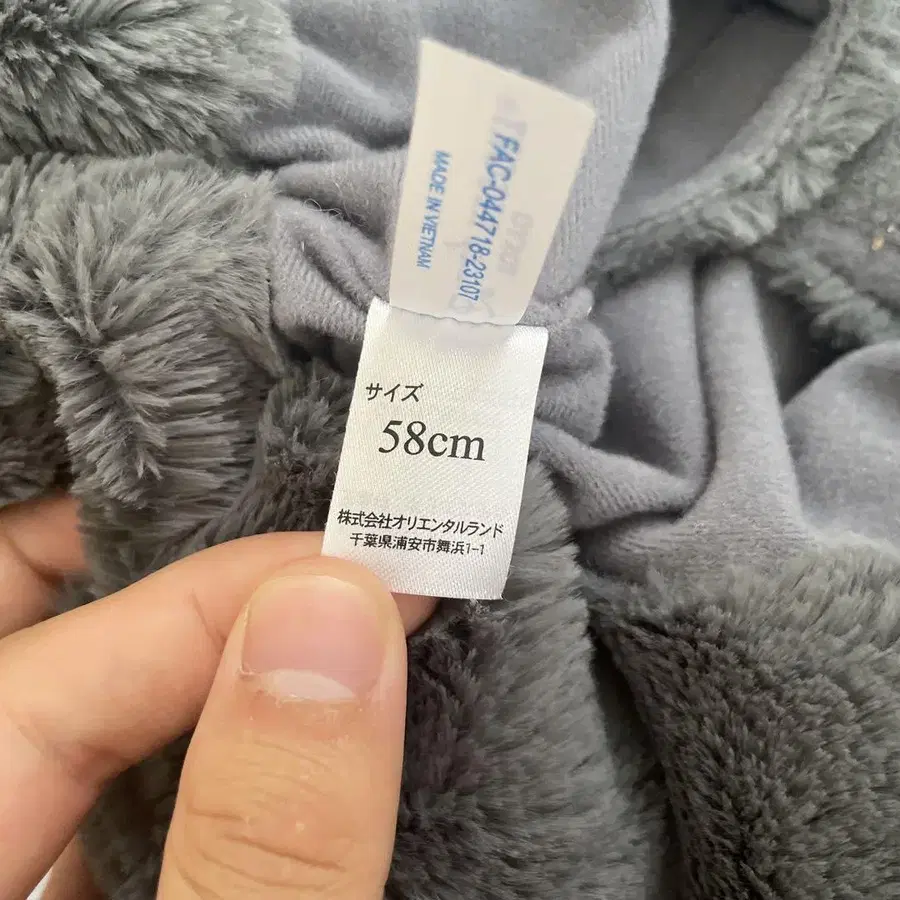 FAC-044718-23107
MADE IN VIETNAM
サイズ
58cm
株式会社オリエンタルランド
千葉県浦安市舞浜1-1